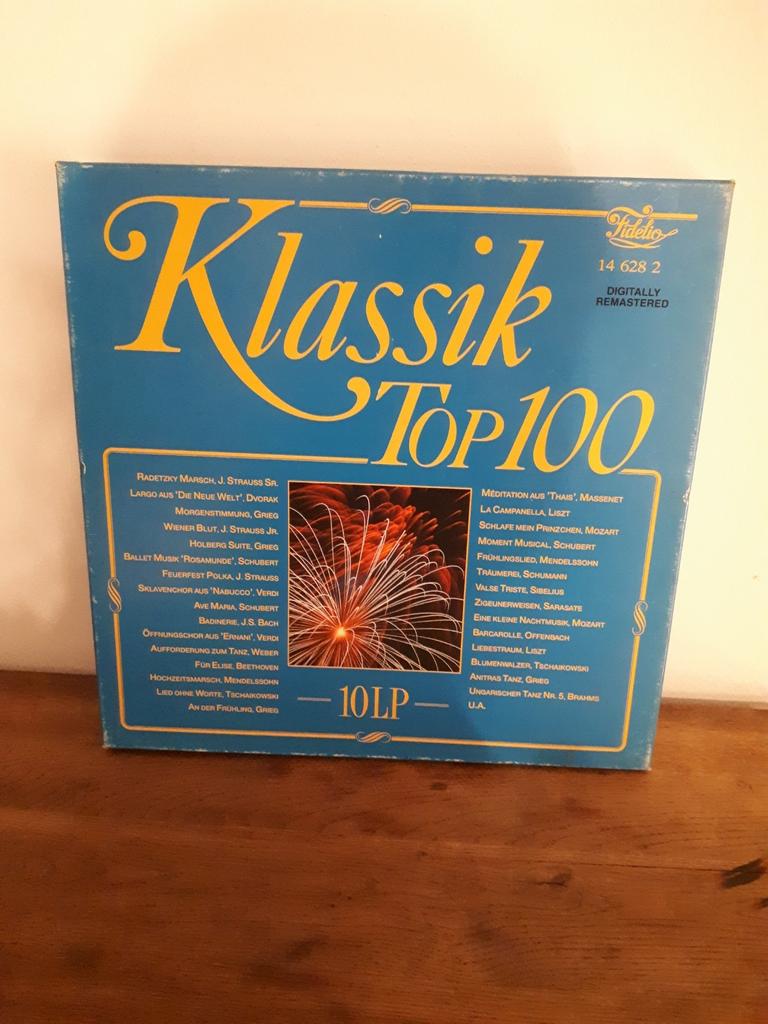 Klassik
Top 100
Fidelio
14 628 2
DIGITALLY
REMASTERED
RADETZKY MARSCH, J. STRAUSS SR.
LARGO AUS 'DIE NEUE WELT', DVORAK
MORGENSTIMMUNG, GRIEG
WIENER BLUT, J. STRAUSS JR.
HOLBERG SUITE, GRIEG
BALLET MUSIK 'ROSAMUNDE', SCHUBERT
FEUERFEST POLKA, J. STRAUSS
SKLAVENCHOR AUS 'NABUCCO', VERDI
AVE MARIA, SCHUBERT
BADINERIE, J.S. BACH
ÖFFNUNGSCHOR AUS 'ERNANI', VERDI
AUFFORDERUNG ZUM TANZ, WEBER
FÜR ELISE, BEETHOVEN
HOCHZEITSMARSCH, MENDELSSOHN
LIED OHNE WORTE, TSCHAIKOWSKI
AN DER FRÜHLING, GRIEG
10 LP
MÉDITATION AUS 'THAIS', MASSENET
LA CAMPANELLA, LISZT
SCHLAFE MEIN PRINZCHEN, MOZART
MOMENT MUSICAL, SCHUBERT
FRÜHLINGSLIED, MENDELSSOHN
TRÄUMEREI, SCHUMANN
VALSE TRISTE, SIBELIUS
ZIGEUNERWEISEN, SARASATE
EINE KLEINE NACHTMUSIK, MOZART
BARCAROLLE, OFFENBACH
LIEBESTRAUM, LISZT
BLUMENWALZER, TSCHAIKOWSKI
ANITRAS TANZ, GRIEG
UNGARISCHER TANZ NR. 5, BRAHMS
U.A.